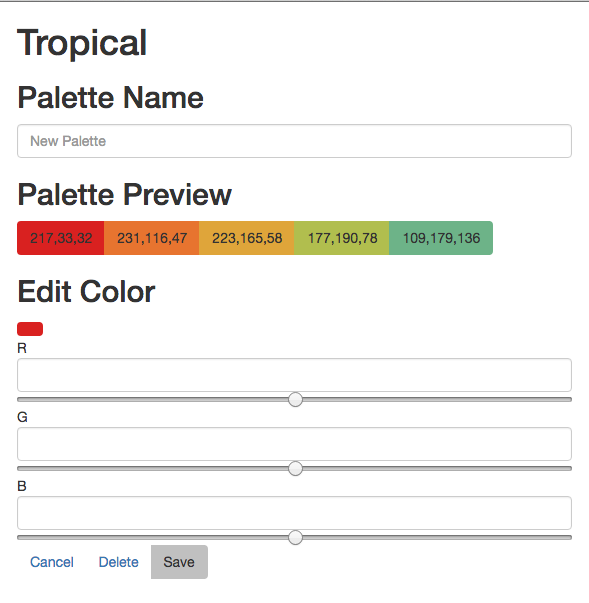 Tropical
Palette Name
New Palette
Palette Preview
217,33,32 231,116,47 223,165,58 177,190,78 109,179,136
Edit Color
R
G
B
Cancel Delete Save